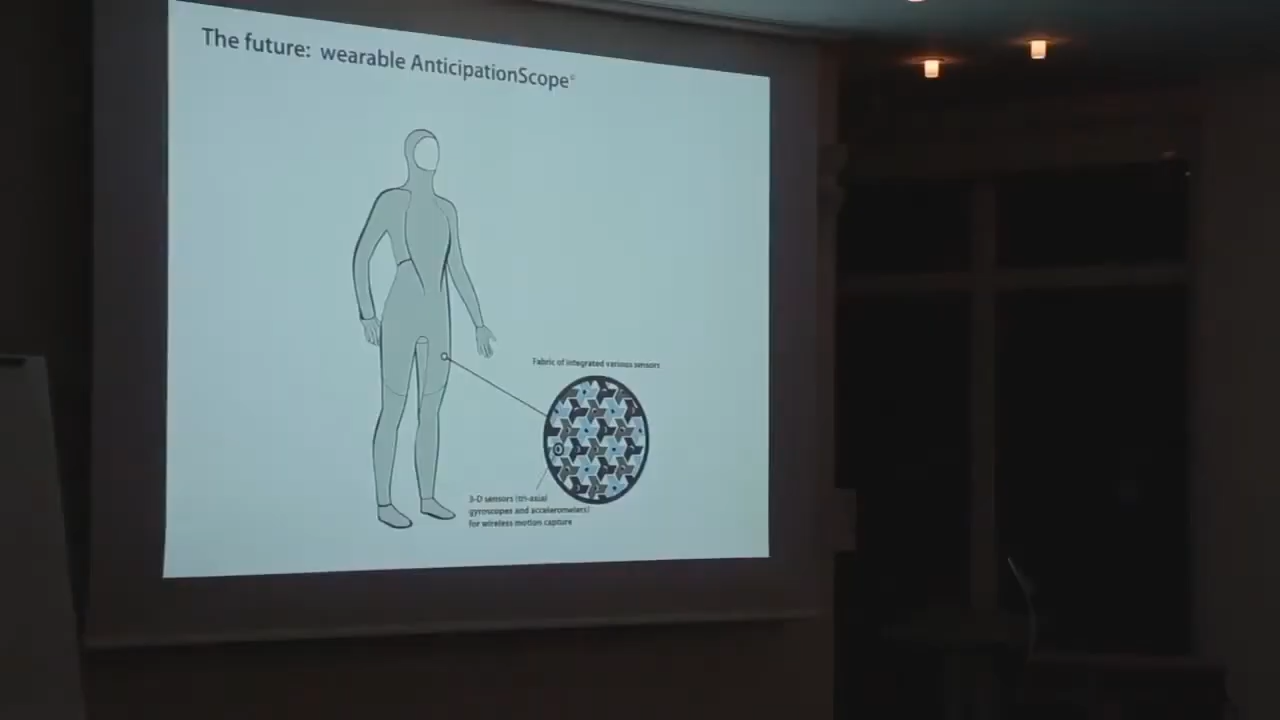 The future: wearable AnticipationScope©
Fabric of integrated various sensors
3-D sensors (tri-axial
gyroscopes and accelerometers)
for wireless motion capture